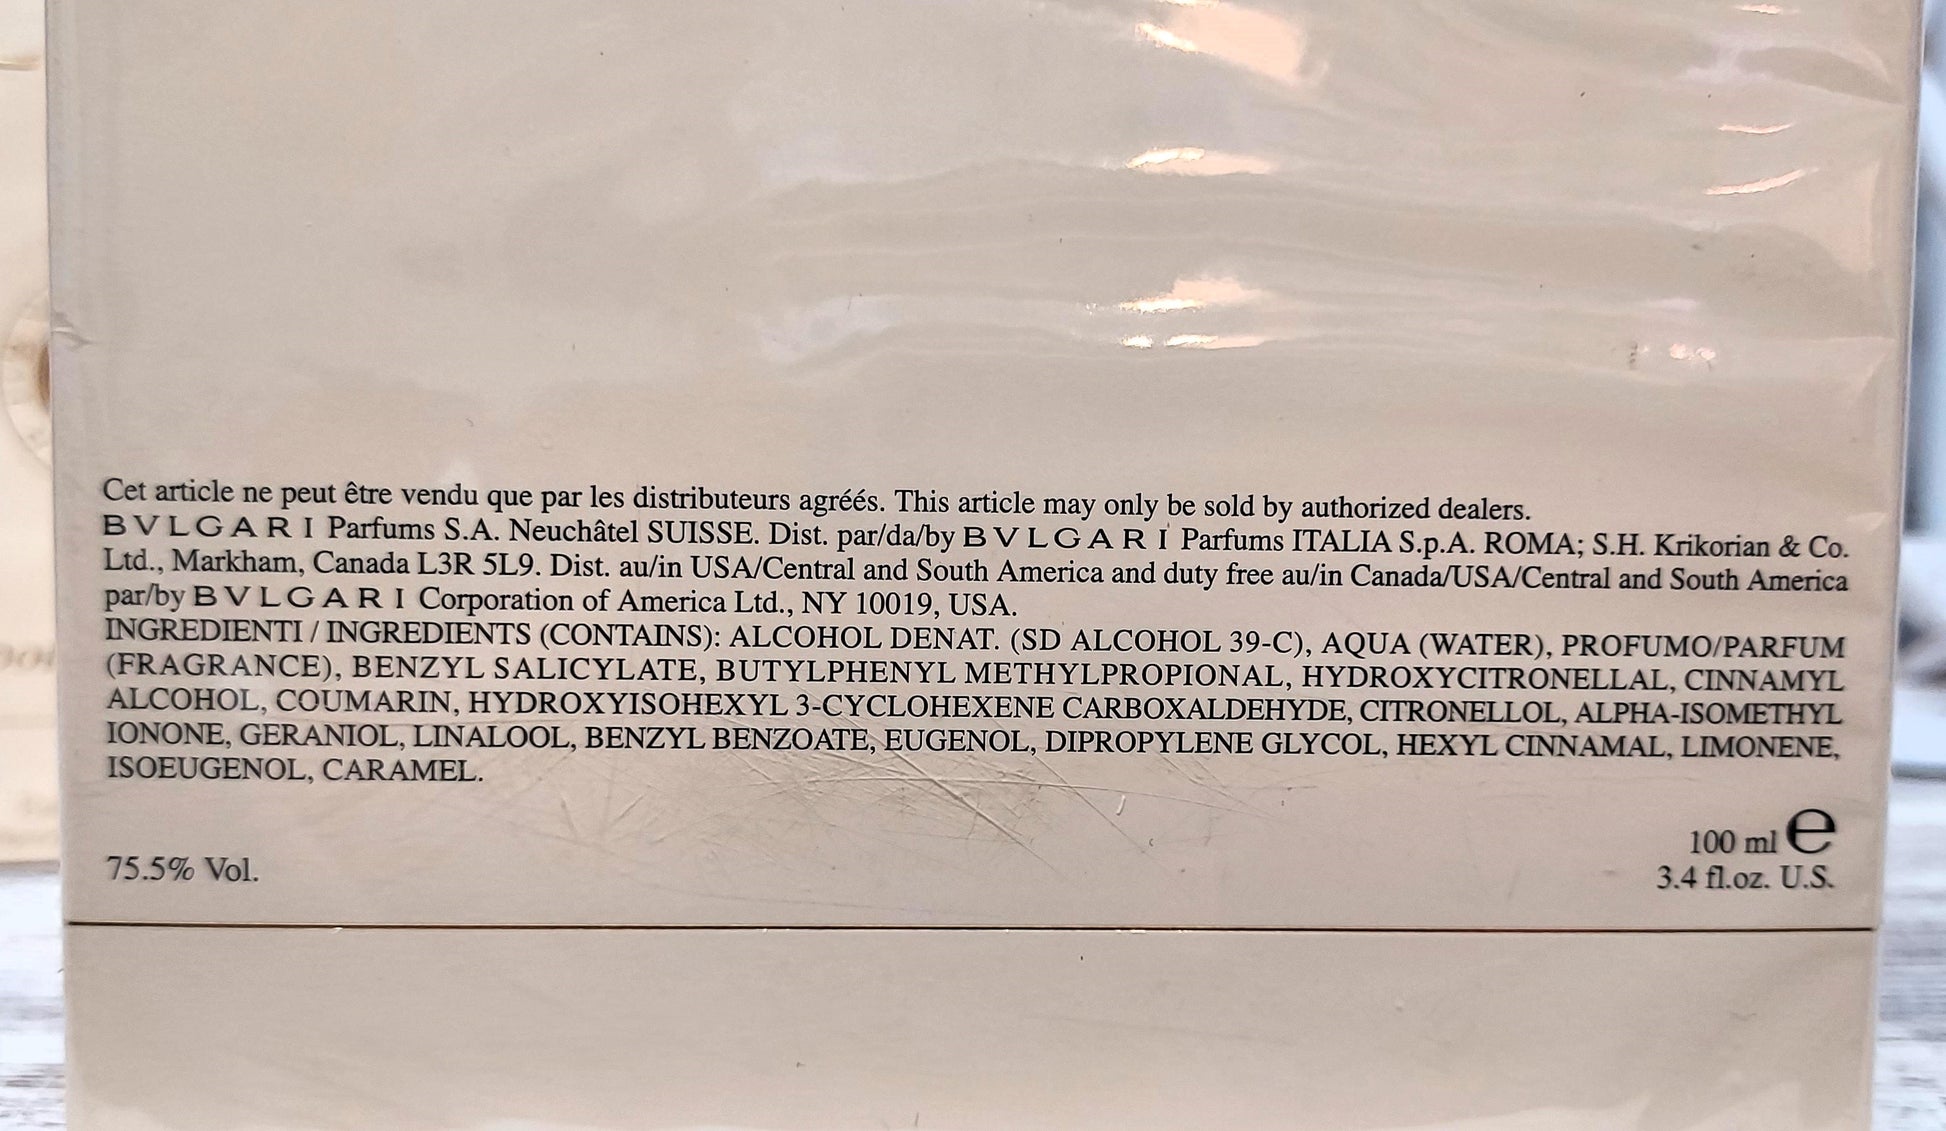 Cet article ne peut être vendu que par les distributeurs agréés. This article may only be sold by authorized dealers.
BVLGARI Parfums S.A. Neuchâtel SUISSE. Dist. par/da/by BVLGARI Parfums ITALIA S.p.A. ROMA; S.H. Krikorian & Co.
Ltd., Markham, Canada L3R 5L9. Dist. au/in USA/Central and South America and duty free au/in Canada/USA/Central and South America
par/by BVLGARI Corporation of America Ltd., NY 10019, USA.
INGREDIENTI / INGREDIENTS (CONTAINS): ALCOHOL DENAT. (SD ALCOHOL 39-C), AQUA (WATER), PROFUMO/PARFUM
(FRAGRANCE), BENZYL SALICYLATE, BUTYLPHENYL METHYLPROPIONAL, HYDROXYCITRONELLAL, CINNAMYL
ALCOHOL, COUMARIN, HYDROXYISOHEXYL 3-CYCLOHEXENE CARBOXALDEHYDE, CITRONELLOL, ALPHA-ISOMETHYL
IONONE, GERANIOL, LINALOOL, BENZYL BENZOATE, EUGENOL, DIPROPYLENE GLYCOL, HEXYL CINNAMAL, LIMONENE,
ISOEUGENOL, CARAMEL.
75.5% Vol.
100 ml e
3.4 fl.oz. U.S.